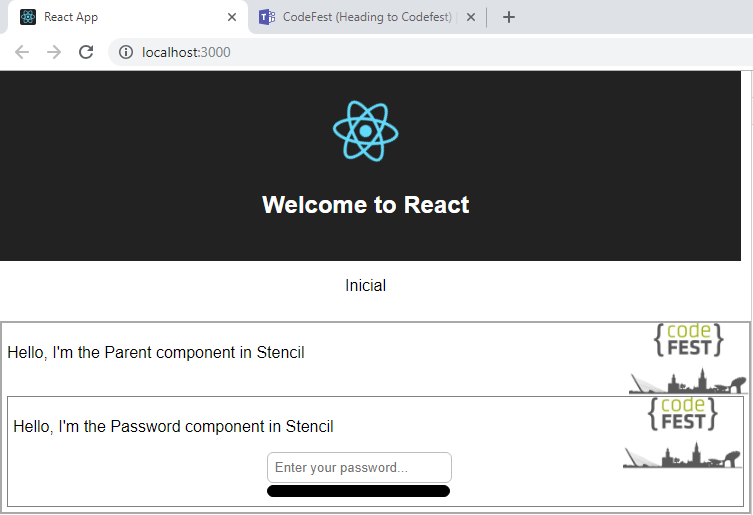 React App
CodeFest (Heading to Codefest)
localhost:3000
Welcome to React
Inicial
Hello, I'm the Parent component in Stencil
{code
FEST}
Hello, I'm the Password component in Stencil
{code
FEST}
Enter your password...